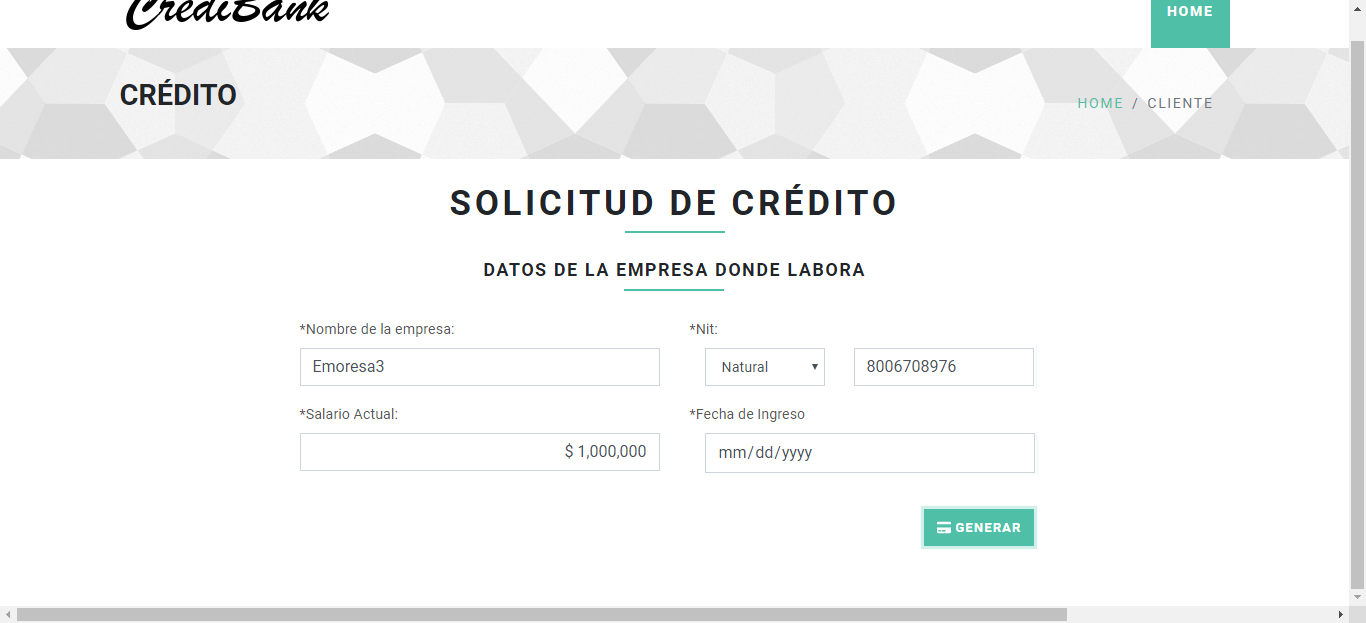 CrediBank
HOME
CRÉDITO
HOME / CLIENTE
SOLICITUD DE CRÉDITO
DATOS DE LA EMPRESA DONDE LABORA
*Nombre de la empresa: *Nit:
Emoresa3 Natural 8006708976
*Salario Actual: *Fecha de Ingreso
$ 1,000,000 mm/dd/yyyy
GENERAR